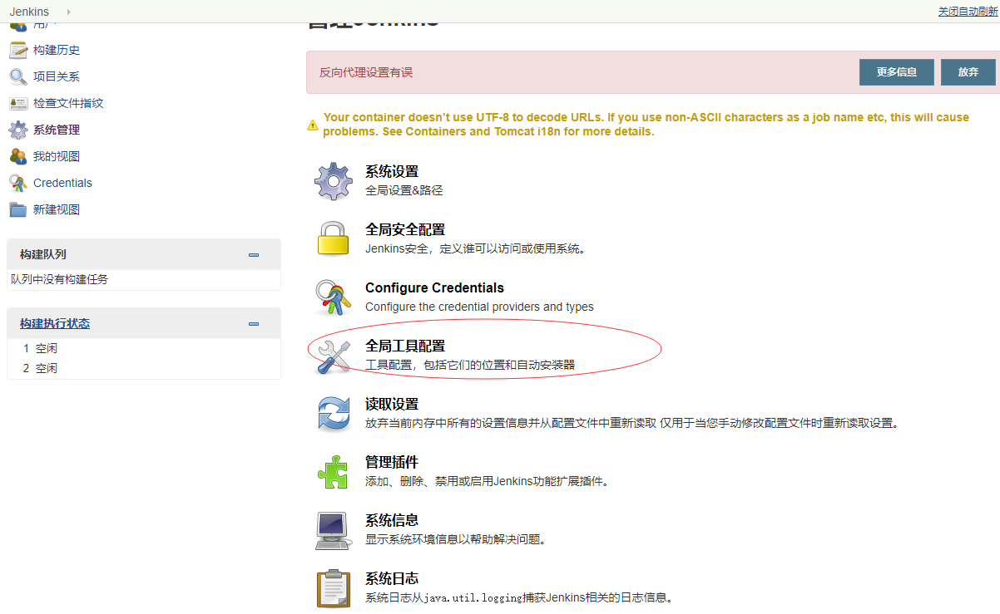 Jenkins
关闭自动刷新
用户
构建历史
项目关系
检查文件指纹
系统管理
我的视图
Credentials
新建视图
构建队列
队列中没有构建任务
构建执行状态
1 空闲
2 空闲
管理Jenkins
反向代理设置有误
更多信息
放弃
Your container doesn't use UTF-8 to decode URLs. If you use non-ASCII characters as a job name etc, this will cause
problems. See Containers and Tomcat i18n for more details.
系统设置
全局设置&路径
全局安全配置
Jenkins安全，定义谁可以访问或使用系统。
Configure Credentials
Configure the credential providers and types
全局工具配置
工具配置，包括它们的位置和自动安装器
读取设置
放弃当前内存中所有的设置信息并从配置文件中重新读取 仅用于当您手动修改配置文件时重新读取设置。
管理插件
添加、删除、禁用或启用Jenkins功能扩展插件。
系统信息
显示系统环境信息以帮助解决问题。
系统日志
系统日志从java.util.logging捕获Jenkins相关的日志信息。